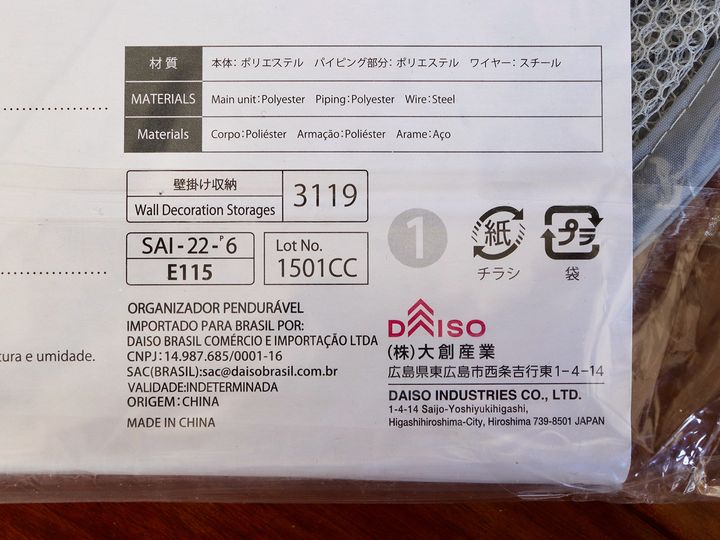 材質 本体：ポリエステル パイピング部分：ポリエステル ワイヤー：スチール
MATERIALS Main unit：Polyester Piping：Polyester Wire：Steel
Materials Corpo：Poliéster Armação：Poliéster Arame：Aço
壁掛け収納
Wall Decoration Storages
3119
SAI-22-P6
E115
Lot No.
1501CC
1
紙
チラシ
プラ
袋
tura e umidade.
ORGANIZADOR PENDURÁVEL
IMPORTADO PARA BRASIL POR:
DAISO BRASIL COMÉRCIO E IMPORTAÇÃO LTDA
CNPJ：14.987.685/0001-16
SAC(BRASIL)：sac@daisobrasil.com.br
VALIDADE:INDETERMINADA
ORIGEM：CHINA
MADE IN CHINA
DAISO
(株)大創産業
広島県東広島市西条吉行東1-4-14
DAISO INDUSTRIES CO., LTD.
1-4-14 Saijo-Yoshiyukihigashi,
Higashihiroshima-City, Hiroshima 739-8501 JAPAN